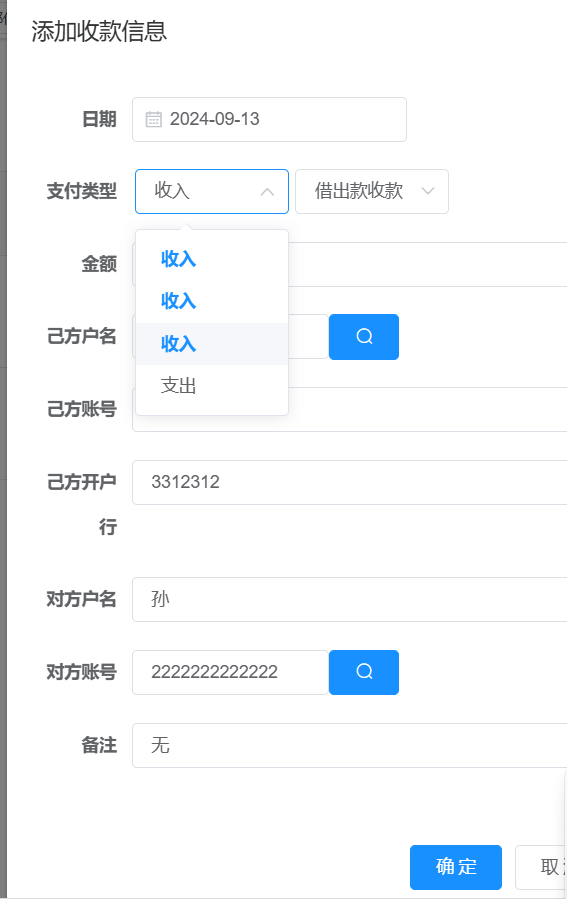 添加收款信息
日期
2024-09-13
支付类型
收入
借出款收款
金额
收入
收入
收入
支出
己方户名
己方账号
己方开户
行
3312312
对方户名
孙
对方账号
2222222222222
备注
无
确定
取